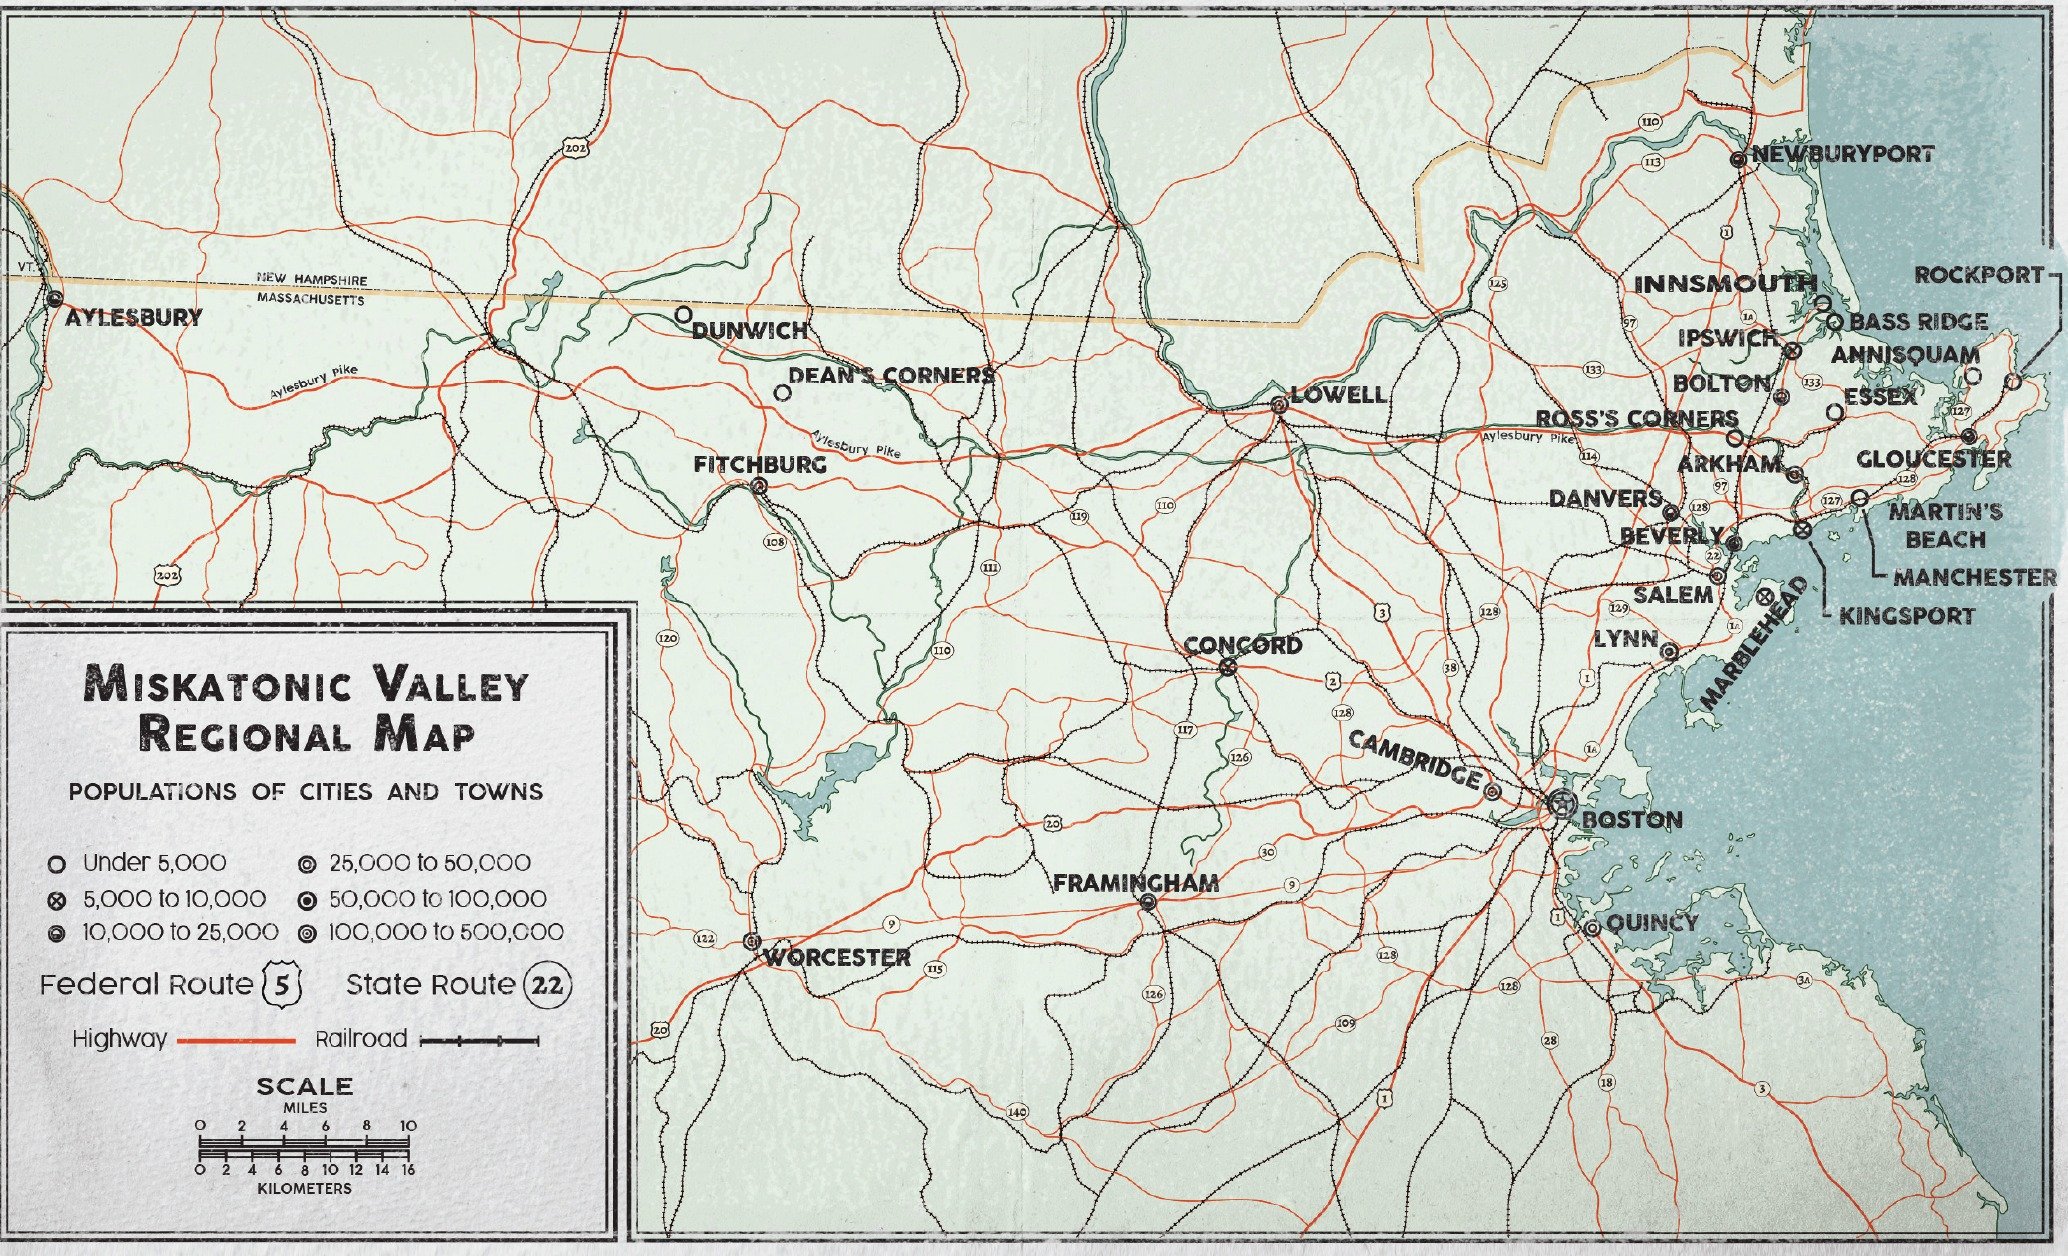 110
202
NEWBURYPORT
113
1
VT.
NEW HAMPSHIRE
MASSACHUSETTS
ROCKPORT
INNSMOUTH
125
AYLESBURY
DUNWICH
97
1A
BASS RIDGE
IPSWICH
ANNISQUAM
133
Aylesbury Pike
DEAN'S CORNERS
BOLTON
133
LOWELL
ESSEX
127
ROSS'S CORNERS
Aylesbury Pike
Aylesbury Pike
114
FITCHBURG
ARKHAM
GLOUCESTER
128
97
DANVERS
128
127
110
119
MARTIN'S
BEACH
BEVERLY
108
22
111
202
MANCHESTER
SALEM
3
128
129
KINGSPORT
MARBLEHEAD
1A
120
LYNN
110
CONCORD
38
2
1
128
117
126
CAMBRIDGE
1A
20
BOSTON
30
FRAMINGHAM
9
9
1
QUINCY
122
WORCESTER
115
128
128
3A
126
20
109
28
18
3
1
140
MISKATONIC VALLEY
REGIONAL MAP
POPULATIONS OF CITIES AND TOWNS
Under 5,000
25,000 to 50,000
5,000 to 10,000
50,000 to 100,000
10,000 to 25,000
100,000 to 500,000
Federal Route 5
State Route 22
Highway
Railroad
SCALE
MILES
0 2 4 6 8 10
0 2 4 6 8 10 12 14 16
KILOMETERS